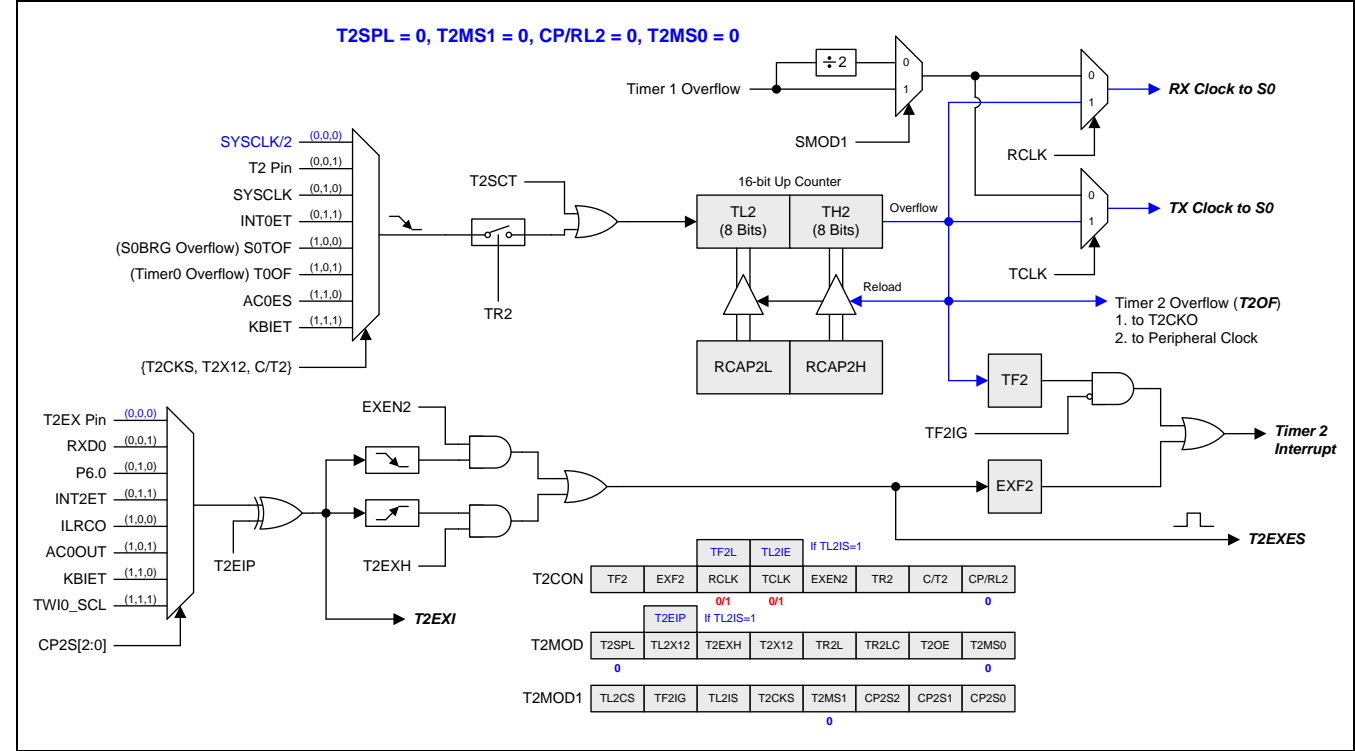 T2SPL = 0, T2MS1 = 0, CP/RL2 = 0, T2MS0 = 0
÷2
0
1
Timer 1 Overflow
SMOD1
0
1
RX Clock to S0
RCLK
SYSCLK/2 (0,0,0)
T2 Pin (0,0,1)
SYSCLK (0,1,0)
INT0ET (0,1,1)
(S0BRG Overflow) S0TOF (1,0,0)
(Timer0 Overflow) T0OF (1,0,1)
AC0ES (1,1,0)
KBIET (1,1,1)
{T2CKS, T2X12, C/T2}
T2SCT
TR2
16-bit Up Counter
TL2
(8 Bits)
TH2
(8 Bits)
Overflow
Reload
RCAP2L
RCAP2H
0
1
TX Clock to S0
TCLK
Timer 2 Overflow (T2OF)
1. to T2CKO
2. to Peripheral Clock
TF2
TF2IG
Timer 2
Interrupt
EXF2
T2EXES
T2EX Pin (0,0,0)
RXD0 (0,0,1)
P6.0 (0,1,0)
INT2ET (0,1,1)
ILRCO (1,0,0)
AC0OUT (1,0,1)
KBIET (1,1,0)
TWI0_SCL (1,1,1)
CP2S[2:0]
T2EIP
EXEN2
T2EXH
T2EXI
TF2L TL2IE If TL2IS=1
T2CON TF2 EXF2 RCLK TCLK EXEN2 TR2 C/T2 CP/RL2
0/1 0/1 0
T2EIP If TL2IS=1
T2MOD T2SPL TL2X12 T2EXH T2X12 TR2L TR2LC T2OE T2MS0
0 0
T2MOD1 TL2CS TF2IG TL2IS T2CKS T2MS1 CP2S2 CP2S1 CP2S0
0